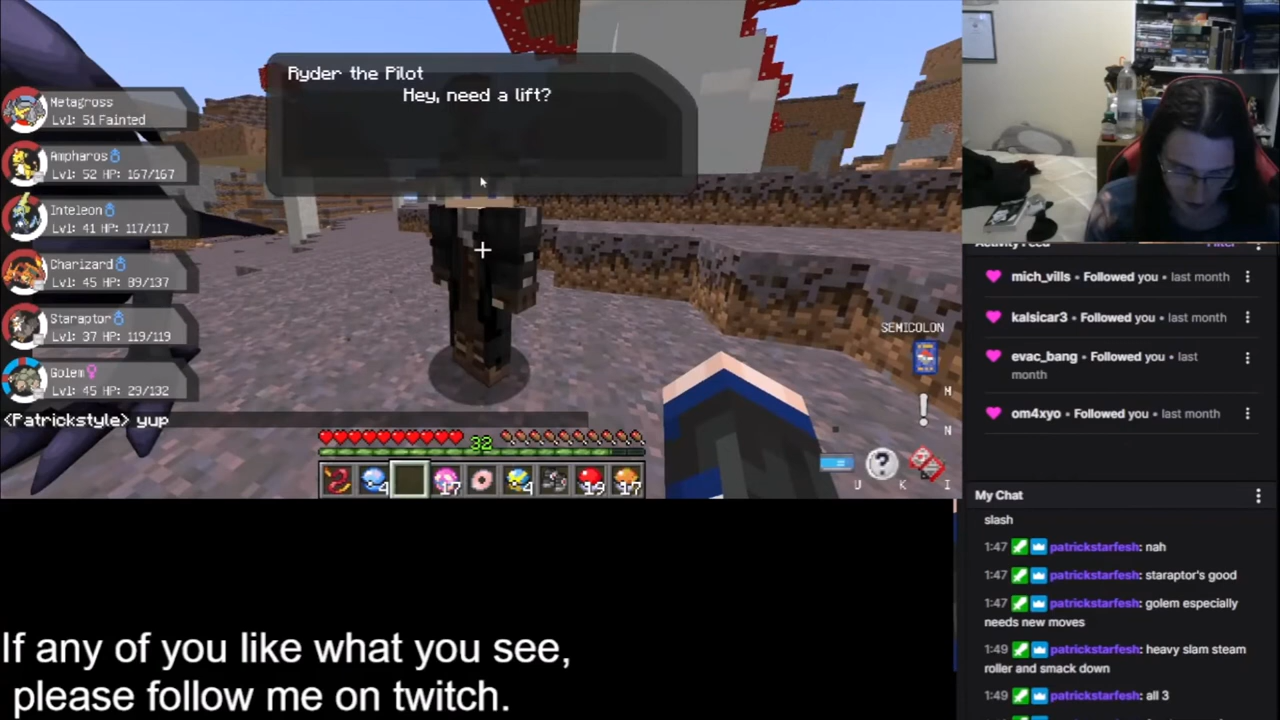 Ryder the Pilot
Hey, need a lift?
Metagross
Lvl: 51 Fainted
Ampharos♂
Lvl: 52 HP: 167/167
Inteleon♂
Lvl: 41 HP: 117/117
Charizard♂
Lvl: 45 HP: 89/137
Staraptor♂
Lvl: 37 HP: 119/119
Golem♀
Lvl: 45 HP: 29/132
<Patrickstyle> yup
32
4
17
4
19
17
SEMICOLON
M
N
U
K
I
Activity Feed
Filter
mich_vills • Followed you • last month
kalsicar3 • Followed you • last month
evac_bang • Followed you • last
month
om4xyo • Followed you • last month
My Chat
slash
1:47 patrickstarfesh: nah
1:47 patrickstarfesh: staraptor's good
1:47 patrickstarfesh: golem especially
needs new moves
1:49 patrickstarfesh: heavy slam steam
roller and smack down
1:49 patrickstarfesh: all 3
If any of you like what you see,
please follow me on twitch.